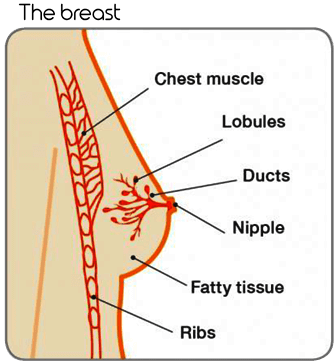 The breast
Chest muscle
Lobules
Ducts
Nipple
Fatty tissue
Ribs